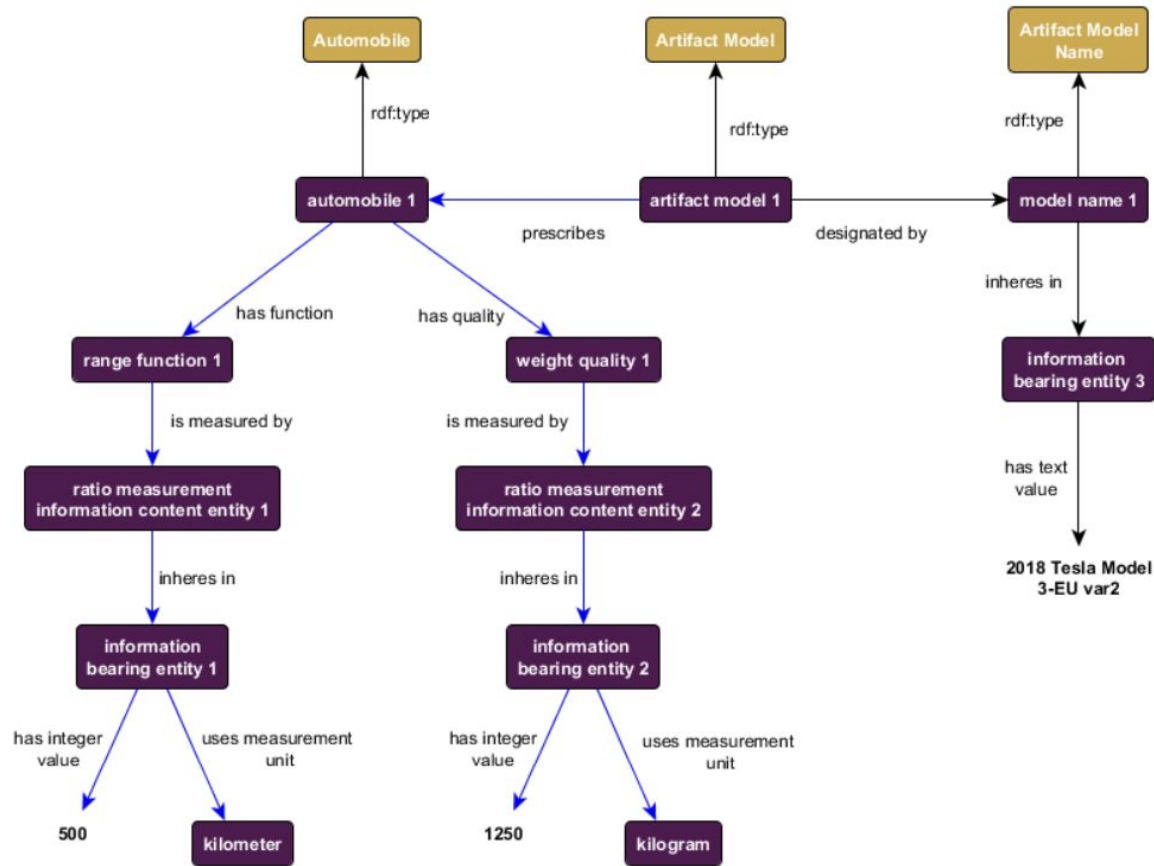 Automobile
Artifact Model
Artifact Model
Name
rdf:type
rdf:type
rdf:type
automobile 1
artifact model 1
model name 1
prescribes
designated by
has function
has quality
inheres in
range function 1
weight quality 1
information
bearing entity 3
is measured by
is measured by
has text
value
ratio measurement
information content entity 1
ratio measurement
information content entity 2
2018 Tesla Model
3-EU var2
inheres in
inheres in
information
bearing entity 1
information
bearing entity 2
has integer
value
uses measurement
unit
has integer
value
uses measurement
unit
500
kilometer
1250
kilogram